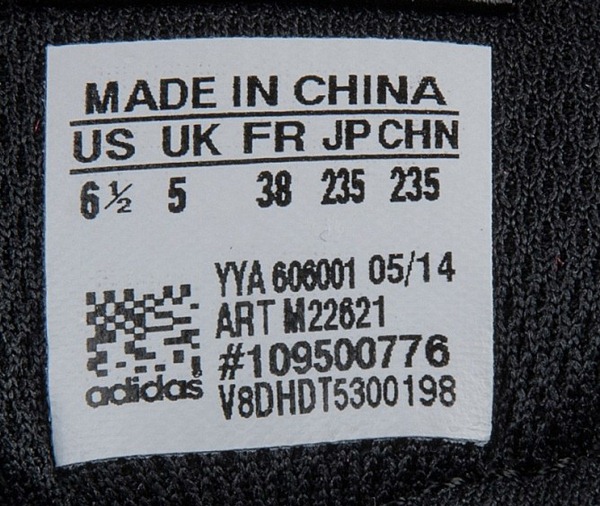 MADE IN CHINA
US UK FR JP CHN
6½ 5 38 235 235
YYA 606001 05/14
ART M22621
#109500776
adidas
V8DHDT5300198